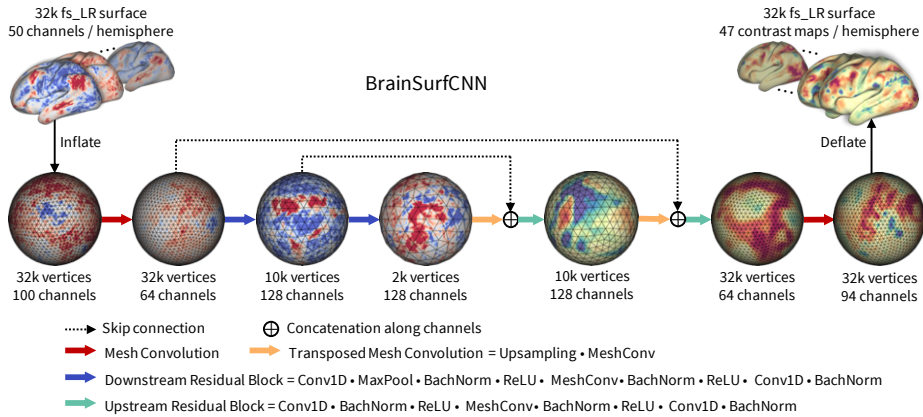 32k fs_LR surface
50 channels / hemisphere
32k fs_LR surface
47 contrast maps / hemisphere
BrainSurfCNN
Inflate
Deflate
32k vertices
100 channels
32k vertices
64 channels
10k vertices
128 channels
2k vertices
128 channels
10k vertices
128 channels
32k vertices
64 channels
32k vertices
94 channels
Skip connection
Concatenation along channels
Mesh Convolution
Transposed Mesh Convolution = Upsampling • MeshConv
Downstream Residual Block = Conv1D • MaxPool • BachNorm • ReLU • MeshConv • BachNorm • ReLU • Conv1D • BachNorm
Upstream Residual Block = Conv1D • BachNorm • ReLU • MeshConv • BachNorm • ReLU • Conv1D • BachNorm